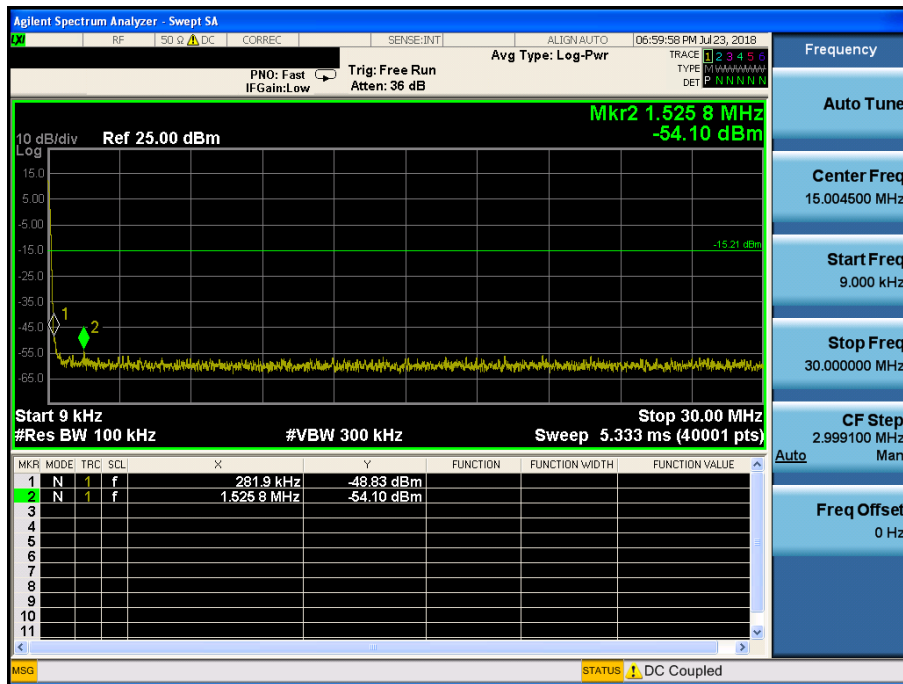 Agilent Spectrum Analyzer - Swept SA
LXI RF 50 Ω DC CORREC SENSE:INT ALIGN AUTO 06:59:58 PM Jul 23, 2018
Avg Type: Log-Pwr
TRACE 1 2 3 4 5 6
PNO: Fast Trig: Free Run
TYPE M WWWWW
IFGain:Low Atten: 36 dB
DET P N N N N N
Mkr2 1.525 8 MHz
-54.10 dBm
10 dB/div Ref 25.00 dBm
Log
15.0
5.00
-5.00
-15.0
-15.21 dBm
-25.0
-35.0
-45.0
-55.0
-65.0
1
2
Start 9 kHz Stop 30.00 MHz
#Res BW 100 kHz #VBW 300 kHz Sweep 5.333 ms (40001 pts)
MKR MODE TRC SCL X Y FUNCTION FUNCTION WIDTH FUNCTION VALUE
1 N 1 f 281.9 kHz -48.83 dBm
2 N 1 f 1.525 8 MHz -54.10 dBm
3
4
5
6
7
8
9
10
11
MSG STATUS DC Coupled
Frequency
Auto Tune
Center Freq
15.004500 MHz
Start Freq
9.000 kHz
Stop Freq
30.000000 MHz
CF Step
2.999100 MHz
Auto Man
Freq Offset
0 Hz